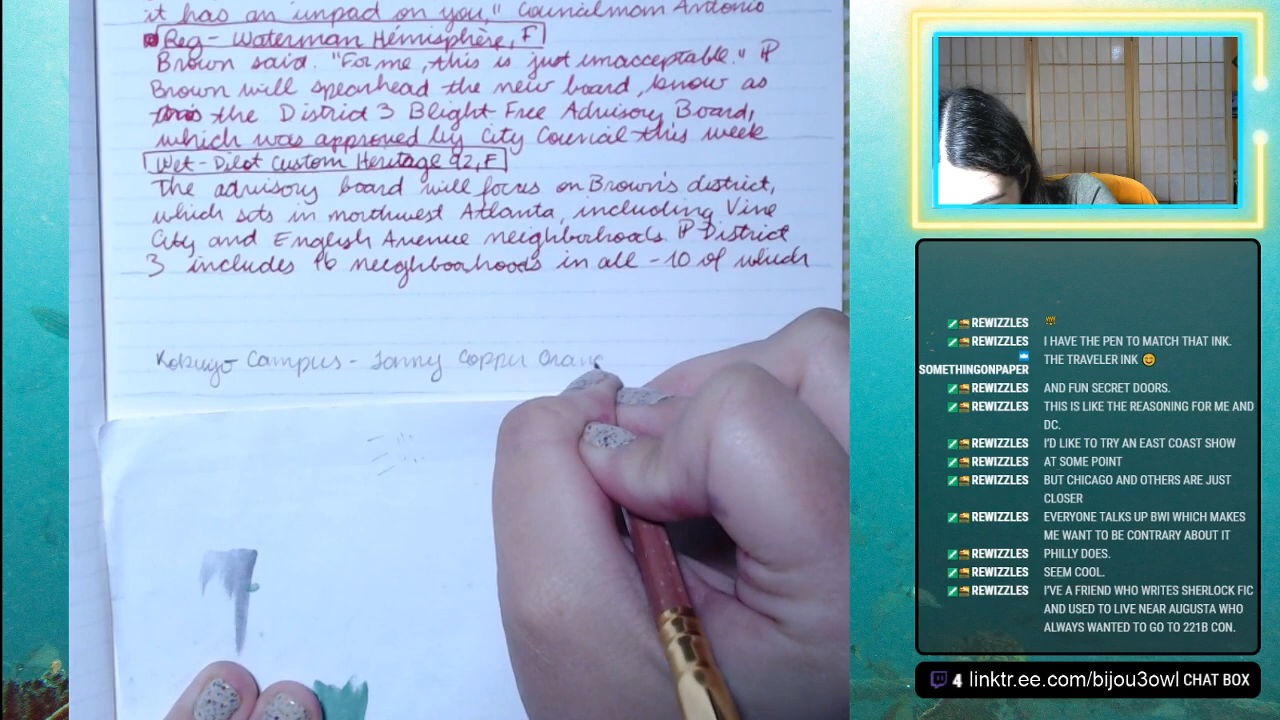 it has an unpad on you," Councilmam Antonio
Reg - Waterman Hémisphère, F
Brown said. "For me, this is just unacceptable." ℙ
Brown will spearhead the new board, know as
the District 3 Blight Free Advisory Board,
which was approved by City Council this week
Wet - Pilot Custom Heritage 92, F
The advisory board will focus on Brown's district,
which sots in northwest Atlanta, including Vine
City and English Avenue neighborhoods. ℙ District
3 includes 16 neighboorhoods in all - 10 of which
Kakuyo Campus - Copper Orang
REWIZZLES
REWIZZLES I HAVE THE PEN TO MATCH THAT INK.
SOMETHINGONPAPER THE TRAVELER INK 😊
REWIZZLES AND FUN SECRET DOORS.
REWIZZLES THIS IS LIKE THE REASONING FOR ME AND
DC.
REWIZZLES I'D LIKE TO TRY AN EAST COAST SHOW
REWIZZLES AT SOME POINT
REWIZZLES BUT CHICAGO AND OTHERS ARE JUST
CLOSER
REWIZZLES EVERYONE TALKS UP BWI WHICH MAKES
ME WANT TO BE CONTRARY ABOUT IT
REWIZZLES PHILLY DOES.
REWIZZLES SEEM COOL.
REWIZZLES I'VE A FRIEND WHO WRITES SHERLOCK FIC
AND USED TO LIVE NEAR AUGUSTA WHO
ALWAYS WANTED TO GO TO 221B CON.
4 linktr.ee.com/bijou3owl CHAT BOX